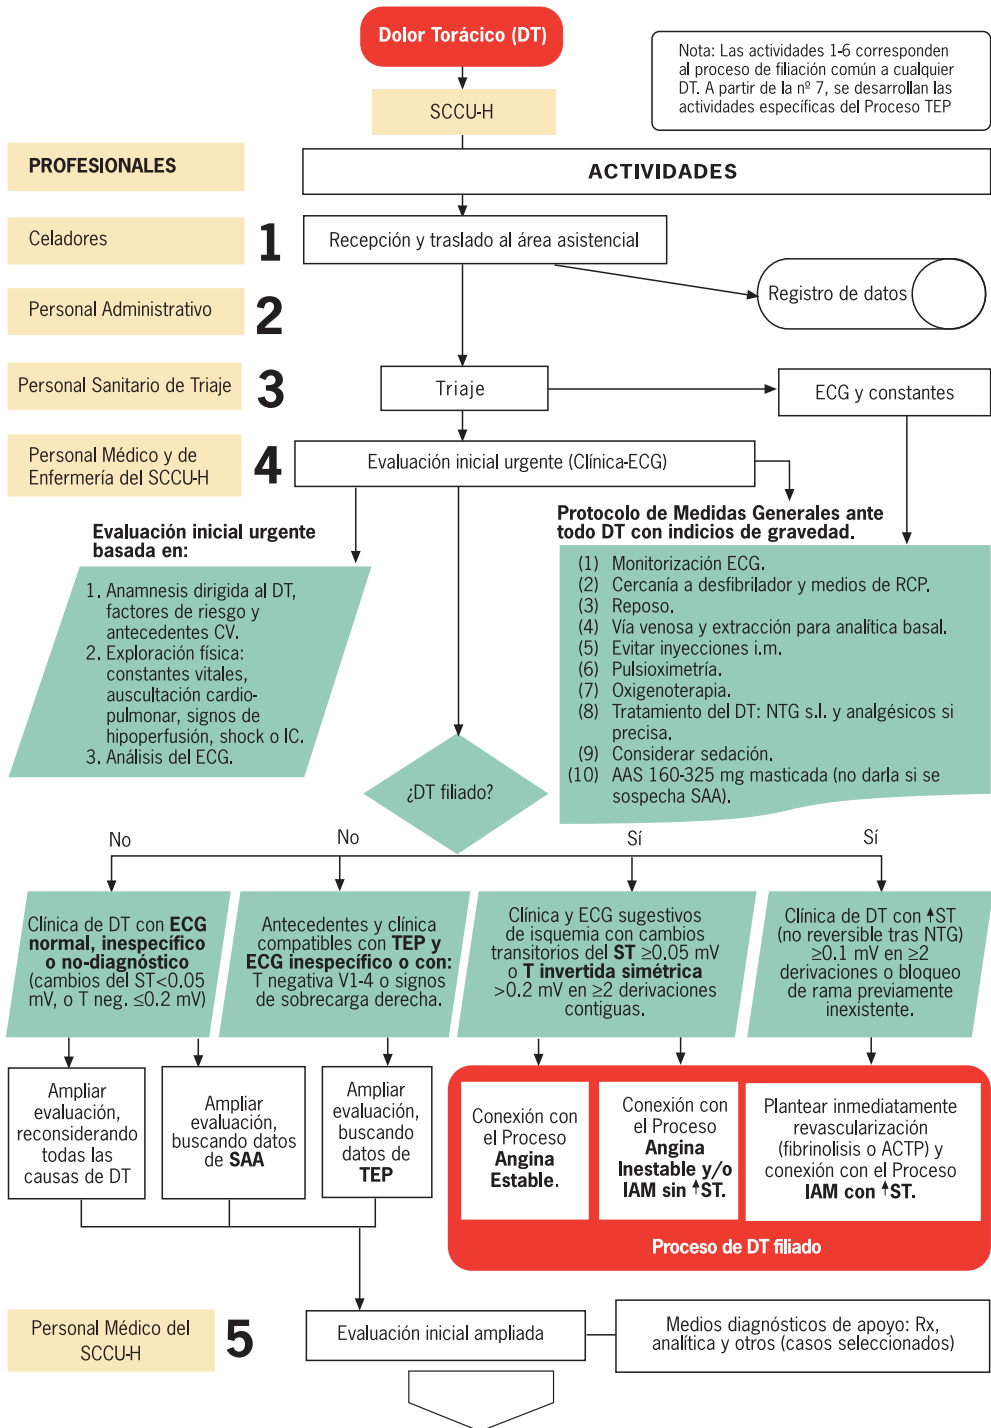 Dolor Torácico (DT)
Nota: Las actividades 1-6 corresponden
al proceso de filiación común a cualquier
DT. A partir de la nº 7, se desarrollan las
actividades específicas del Proceso TEP
SCCU-H
PROFESIONALES
ACTIVIDADES
Celadores
1
Recepción y traslado al área asistencial
Registro de datos
Personal Administrativo
2
Personal Sanitario de Triaje
3
Triaje
ECG y constantes
Personal Médico y de
Enfermería del SCCU-H
4
Evaluación inicial urgente (Clínica-ECG)
Evaluación inicial urgente
basada en:
1. Anamnesis dirigida al DT,
factores de riesgo y
antecedentes CV.
2. Exploración física:
constantes vitales,
auscultación cardio-
pulmonar, signos de
hipoperfusión, shock o IC.
3. Análisis del ECG.
Protocolo de Medidas Generales ante
todo DT con indicios de gravedad.
(1) Monitorización ECG.
(2) Cercanía a desfibrilador y medios de RCP.
(3) Reposo.
(4) Vía venosa y extracción para analítica basal.
(5) Evitar inyecciones i.m.
(6) Pulsioximetría.
(7) Oxigenoterapia.
(8) Tratamiento del DT: NTG s.l. y analgésicos si
precisa.
(9) Considerar sedación.
(10) AAS 160-325 mg masticada (no darla si se
sospecha SAA).
¿DT filiado?
No
No
Sí
Sí
Clínica de DT con ECG
normal, inespecífico
o no-diagnóstico
(cambios del ST<0.05
mV, o T neg. ≤0.2 mV)
Antecedentes y clínica
compatibles con TEP y
ECG inespecífico o con:
T negativa V1-4 o signos
de sobrecarga derecha.
Clínica y ECG sugestivos
de isquemia con cambios
transitorios del ST ≥0.05 mV
o T invertida simétrica
>0.2 mV en ≥2 derivaciones
contiguas.
Clínica de DT con ↑ST
(no reversible tras NTG)
≥0.1 mV en ≥2
derivaciones o bloqueo
de rama previamente
inexistente.
Ampliar
evaluación,
reconsiderando
todas las
causas de DT
Ampliar
evaluación,
buscando datos
de SAA
Ampliar
evaluación,
buscando
datos de
TEP
Conexión con
el Proceso
Angina
Estable.
Conexión con
el Proceso
Angina
Inestable y/o
IAM sin ↑ST.
Plantear inmediatamente
revascularización
(fibrinolisis o ACTP) y
conexión con el Proceso
IAM con ↑ST.
Proceso de DT filiado
Personal Médico del
SCCU-H
5
Evaluación inicial ampliada
Medios diagnósticos de apoyo: Rx,
analítica y otros (casos seleccionados)